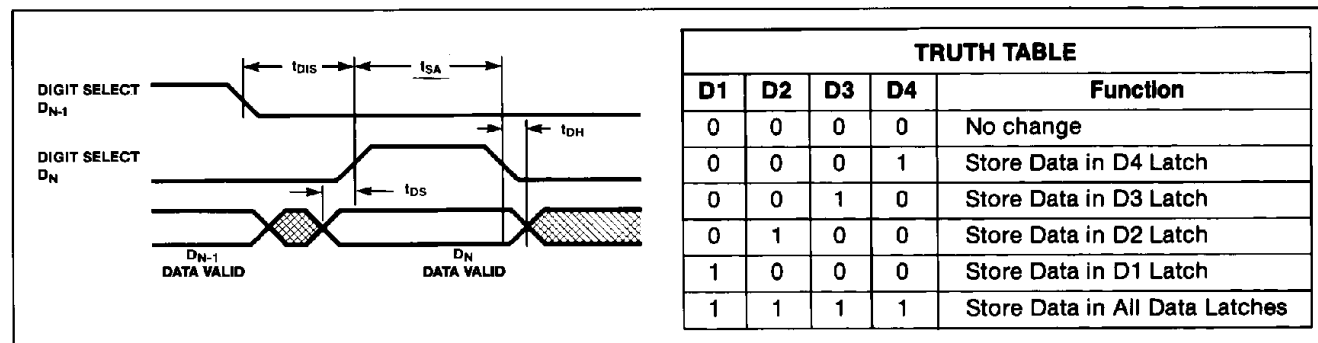 tDIS
tSA
DIGIT SELECT
DN-1
tDH
DIGIT SELECT
DN
tDS
DN-1
DATA VALID
DN
DATA VALID
TRUTH TABLE
D1 D2 D3 D4 Function
0 0 0 0 No change
0 0 0 1 Store Data in D4 Latch
0 0 1 0 Store Data in D3 Latch
0 1 0 0 Store Data in D2 Latch
1 0 0 0 Store Data in D1 Latch
1 1 1 1 Store Data in All Data Latches